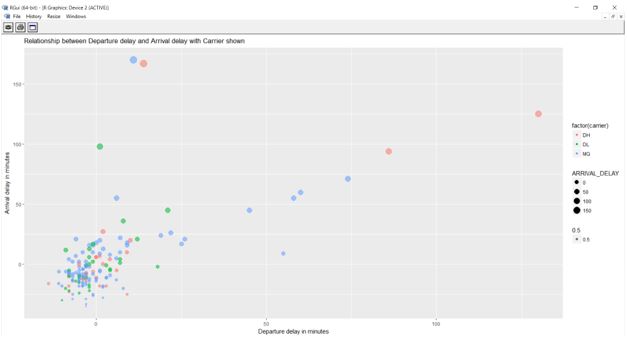 RGui (64-bit) - [R Graphics: Device 2 (ACTIVE)]
File History Resize Windows
Relationship between Departure delay and Arrival delay with Carrier shown
Arrival delay in minutes
150
100
50
0
0 50 100
Departure delay in minutes
factor(carrier)
DH
DL
MQ
ARRIVAL_DELAY
0
50
100
150
0.5
0.5